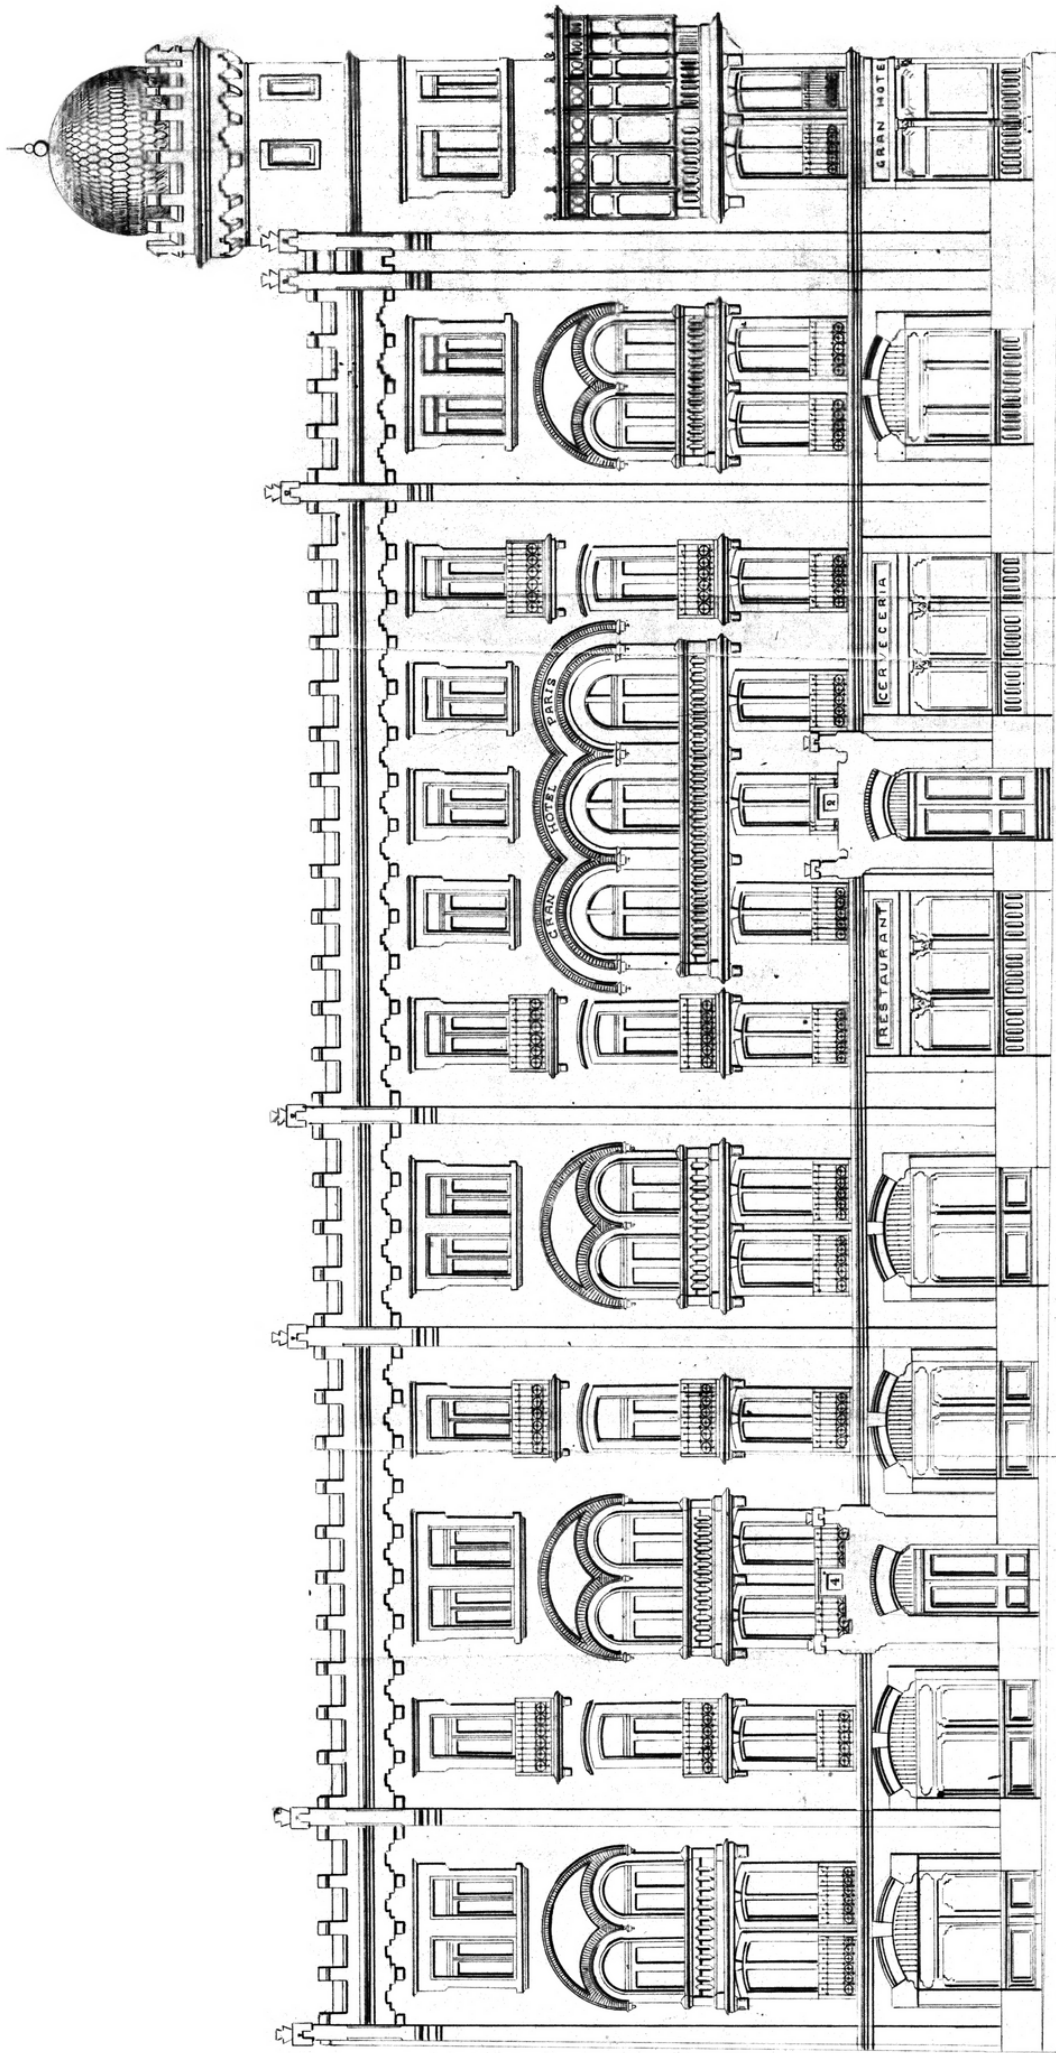 GRAN HOTEL PARIS
4
2
RESTAURANT
CERVECERIA
GRAN HOTEL